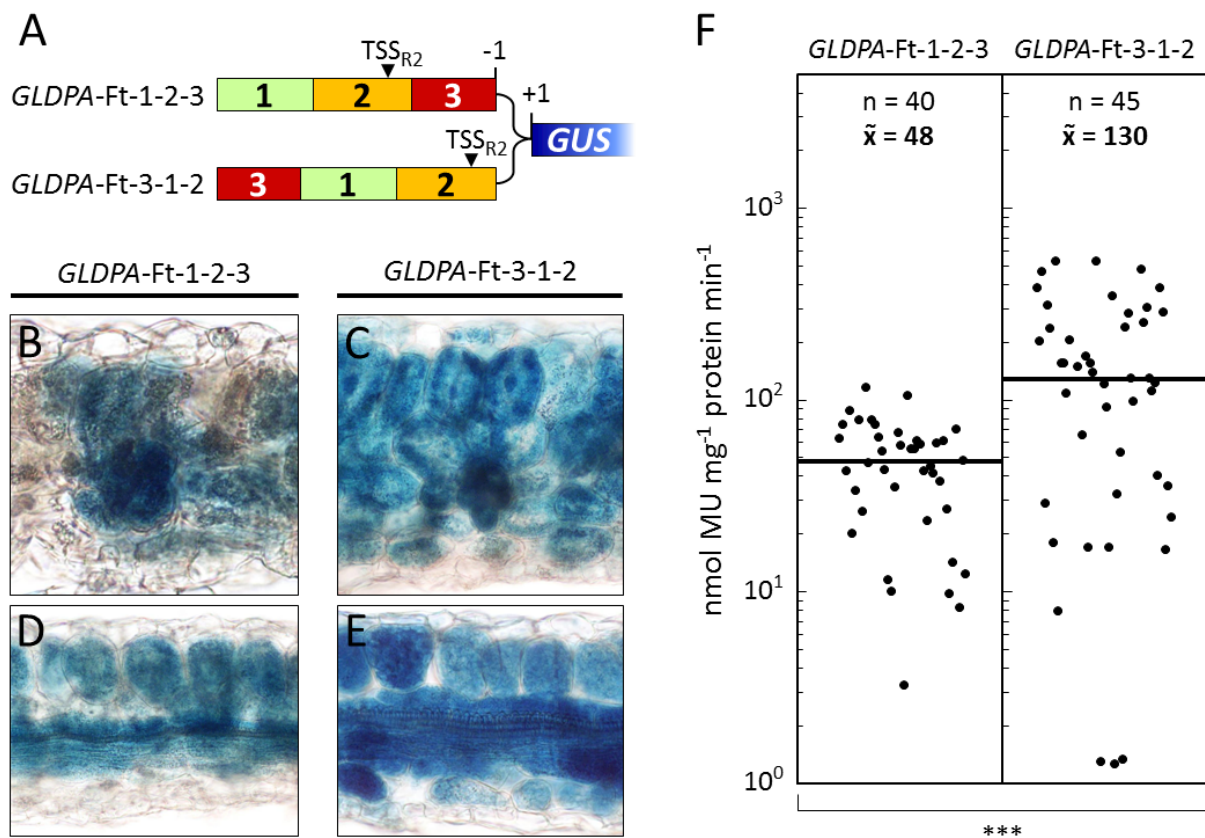 A
TSSR2
-1
GLDPA-Ft-1-2-3
1 2 3
+1
GUS
TSSR2
GLDPA-Ft-3-1-2
3 1 2
GLDPA-Ft-1-2-3
GLDPA-Ft-3-1-2
B
C
D
E
F
GLDPA-Ft-1-2-3
GLDPA-Ft-3-1-2
n = 40
x̃ = 48
n = 45
x̃ = 130
nmol MU mg⁻¹ protein min⁻¹
10³
10²
10¹
10⁰
***